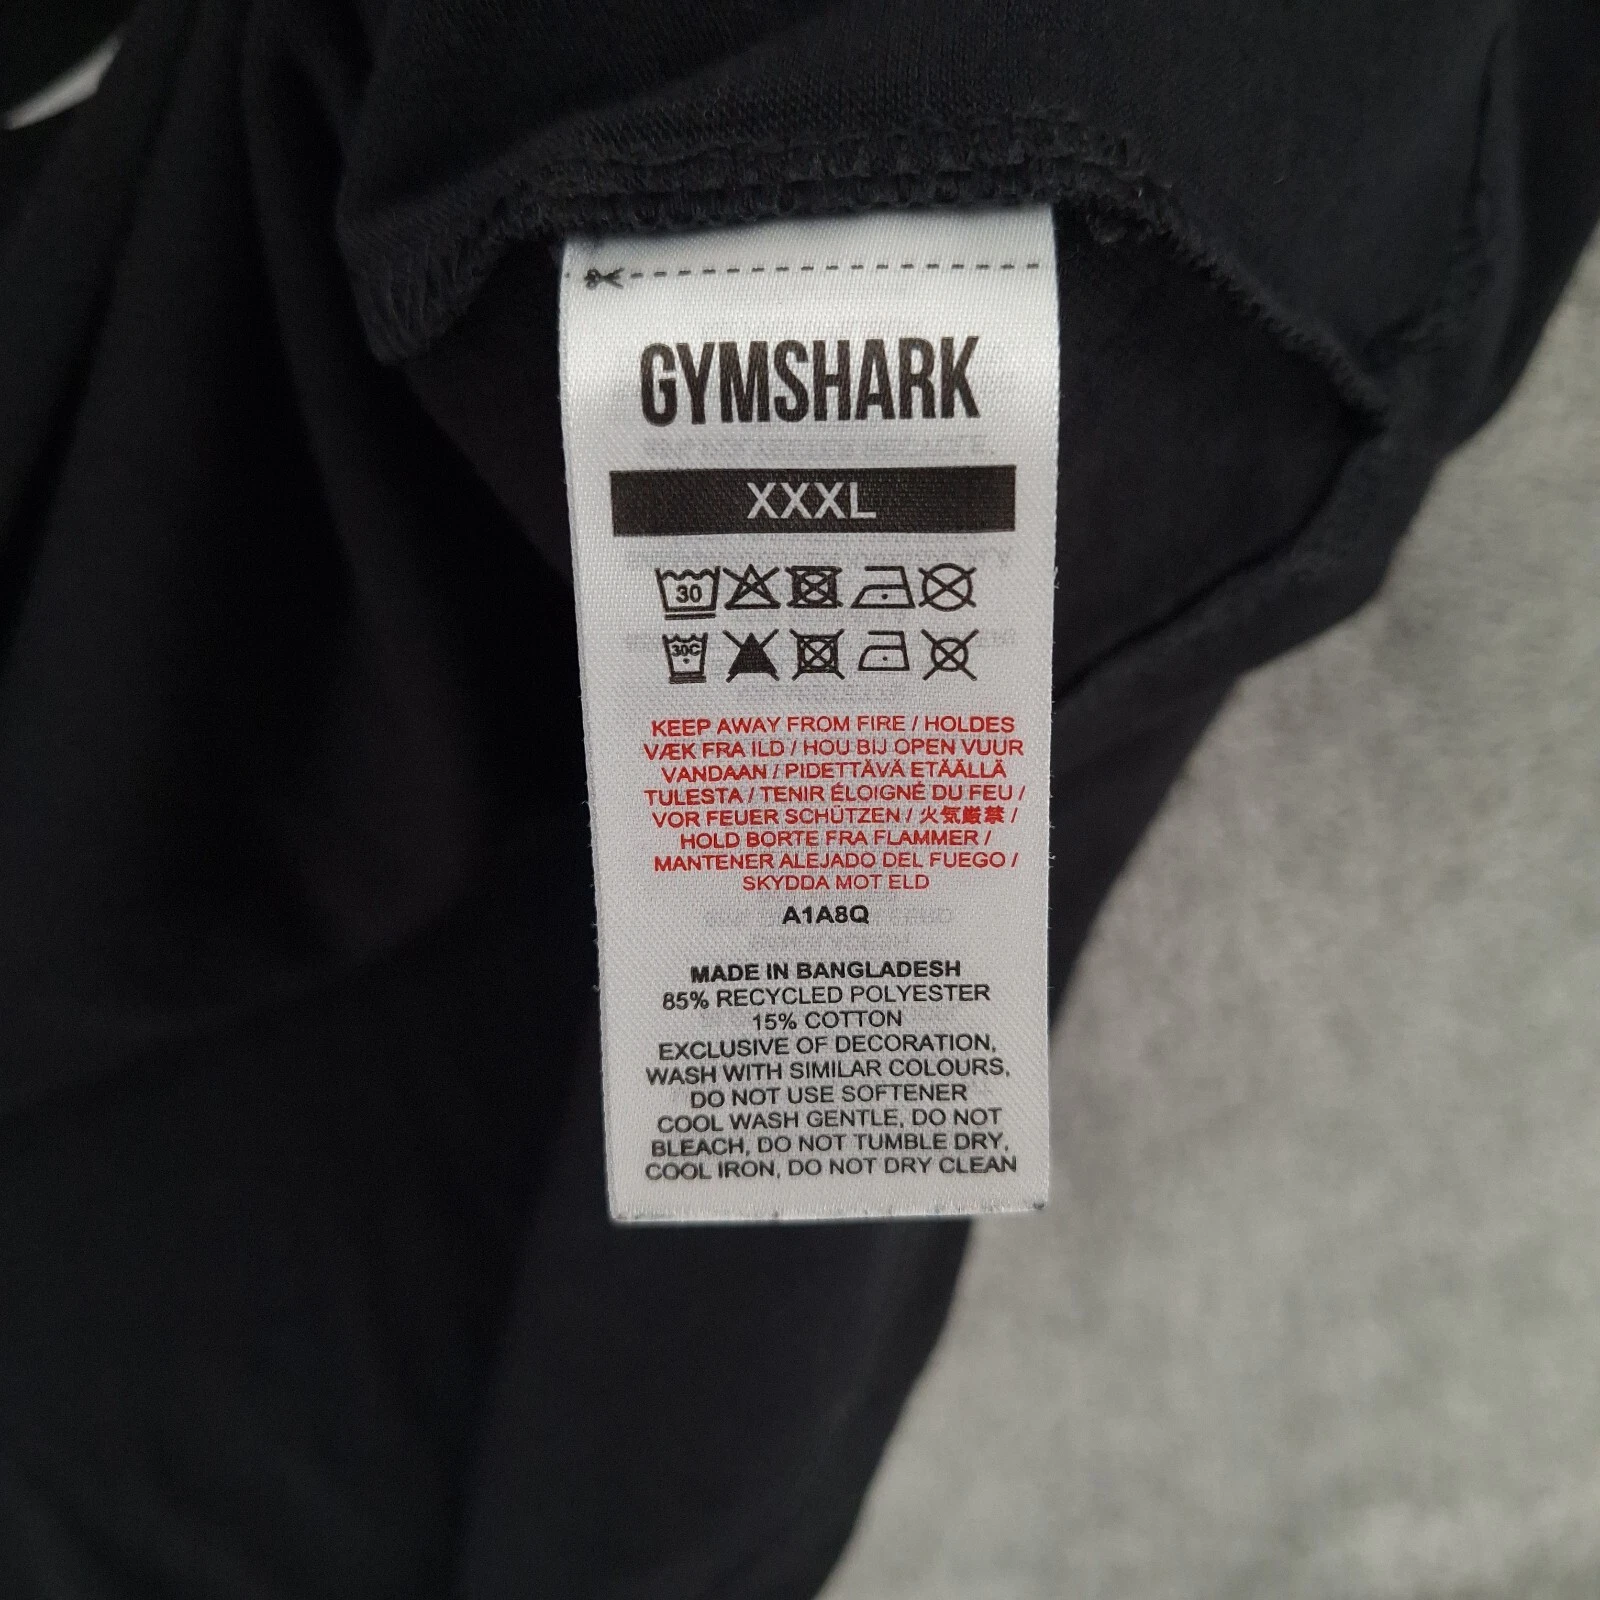 GYMSHARK
XXXL
30
30C
KEEP AWAY FROM FIRE / HOLDES
VÆK FRA ILD / HOU BIJ OPEN VUUR
VANDAAN / PIDETTÄVÄ ETÄÄLLÄ
TULESTA / TENIR ÉLOIGNÉ DU FEU /
VOR FEUER SCHÜTZEN / 火気厳禁 /
HOLD BORTE FRA FLAMMER /
MANTENER ALEJADO DEL FUEGO /
SKYDDA MOT ELD
A1A8Q
MADE IN BANGLADESH
85% RECYCLED POLYESTER
15% COTTON
EXCLUSIVE OF DECORATION,
WASH WITH SIMILAR COLOURS,
DO NOT USE SOFTENER
COOL WASH GENTLE, DO NOT
BLEACH, DO NOT TUMBLE DRY,
COOL IRON, DO NOT DRY CLEAN